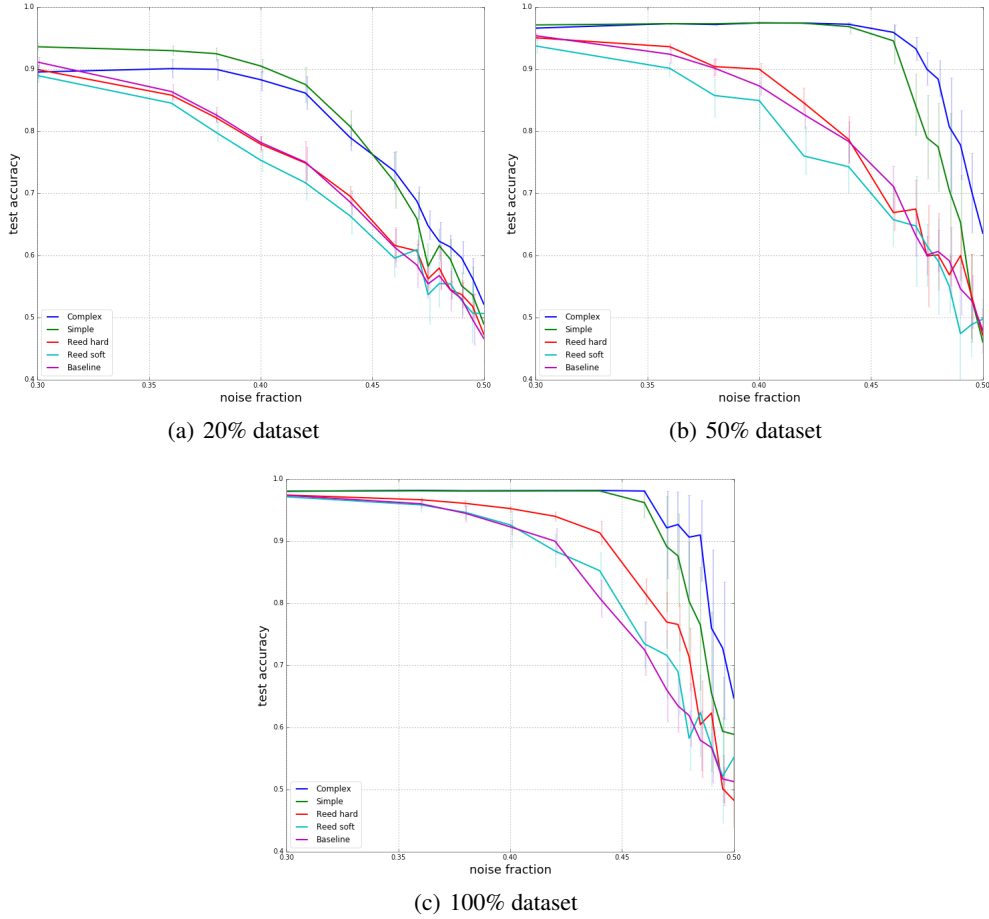 1.0
0.9
0.8
0.7
0.6
0.5
0.4
test accuracy
0.30
0.35
0.40
0.45
0.50
noise fraction
Complex
Simple
Reed hard
Reed soft
Baseline
(a) 20% dataset
1.0
0.9
0.8
0.7
0.6
0.5
0.4
test accuracy
0.30
0.35
0.40
0.45
0.50
noise fraction
Complex
Simple
Reed hard
Reed soft
Baseline
(b) 50% dataset
1.0
0.9
0.8
0.7
0.6
0.5
0.4
test accuracy
0.30
0.35
0.40
0.45
0.50
noise fraction
Complex
Simple
Reed hard
Reed soft
Baseline
(c) 100% dataset